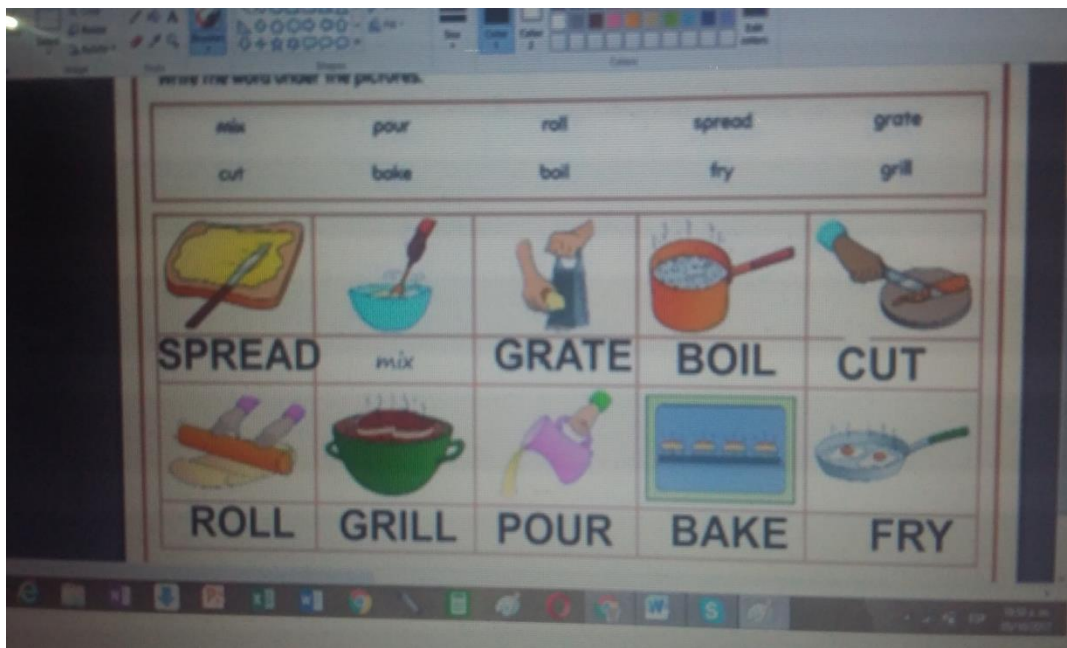 Write the word under the pictures.
mix pour roll spread grate
cut bake boil fry grill
SPREAD mix GRATE BOIL CUT
ROLL GRILL POUR BAKE FRY